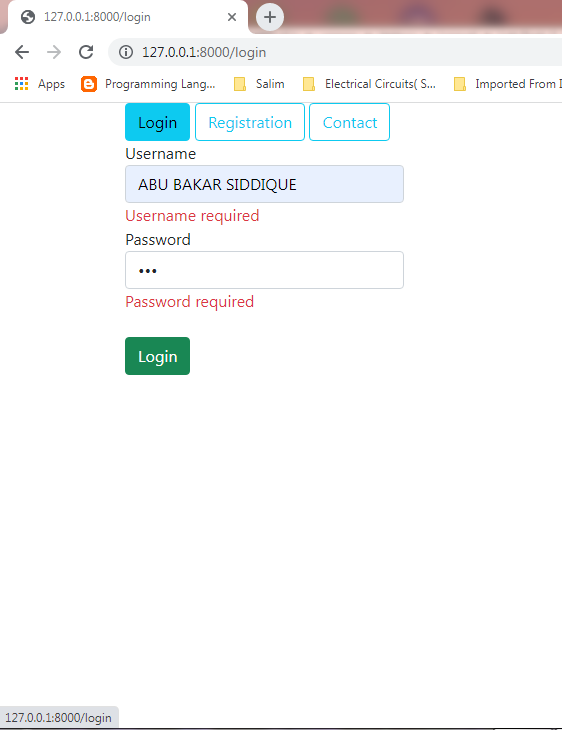 127.0.0.1:8000/login
127.0.0.1:8000/login
Apps Programming Lang... Salim Electrical Circuits( S... Imported From I
Login Registration Contact
Username
ABU BAKAR SIDDIQUE
Username required
Password
•••
Password required
Login
127.0.0.1:8000/login